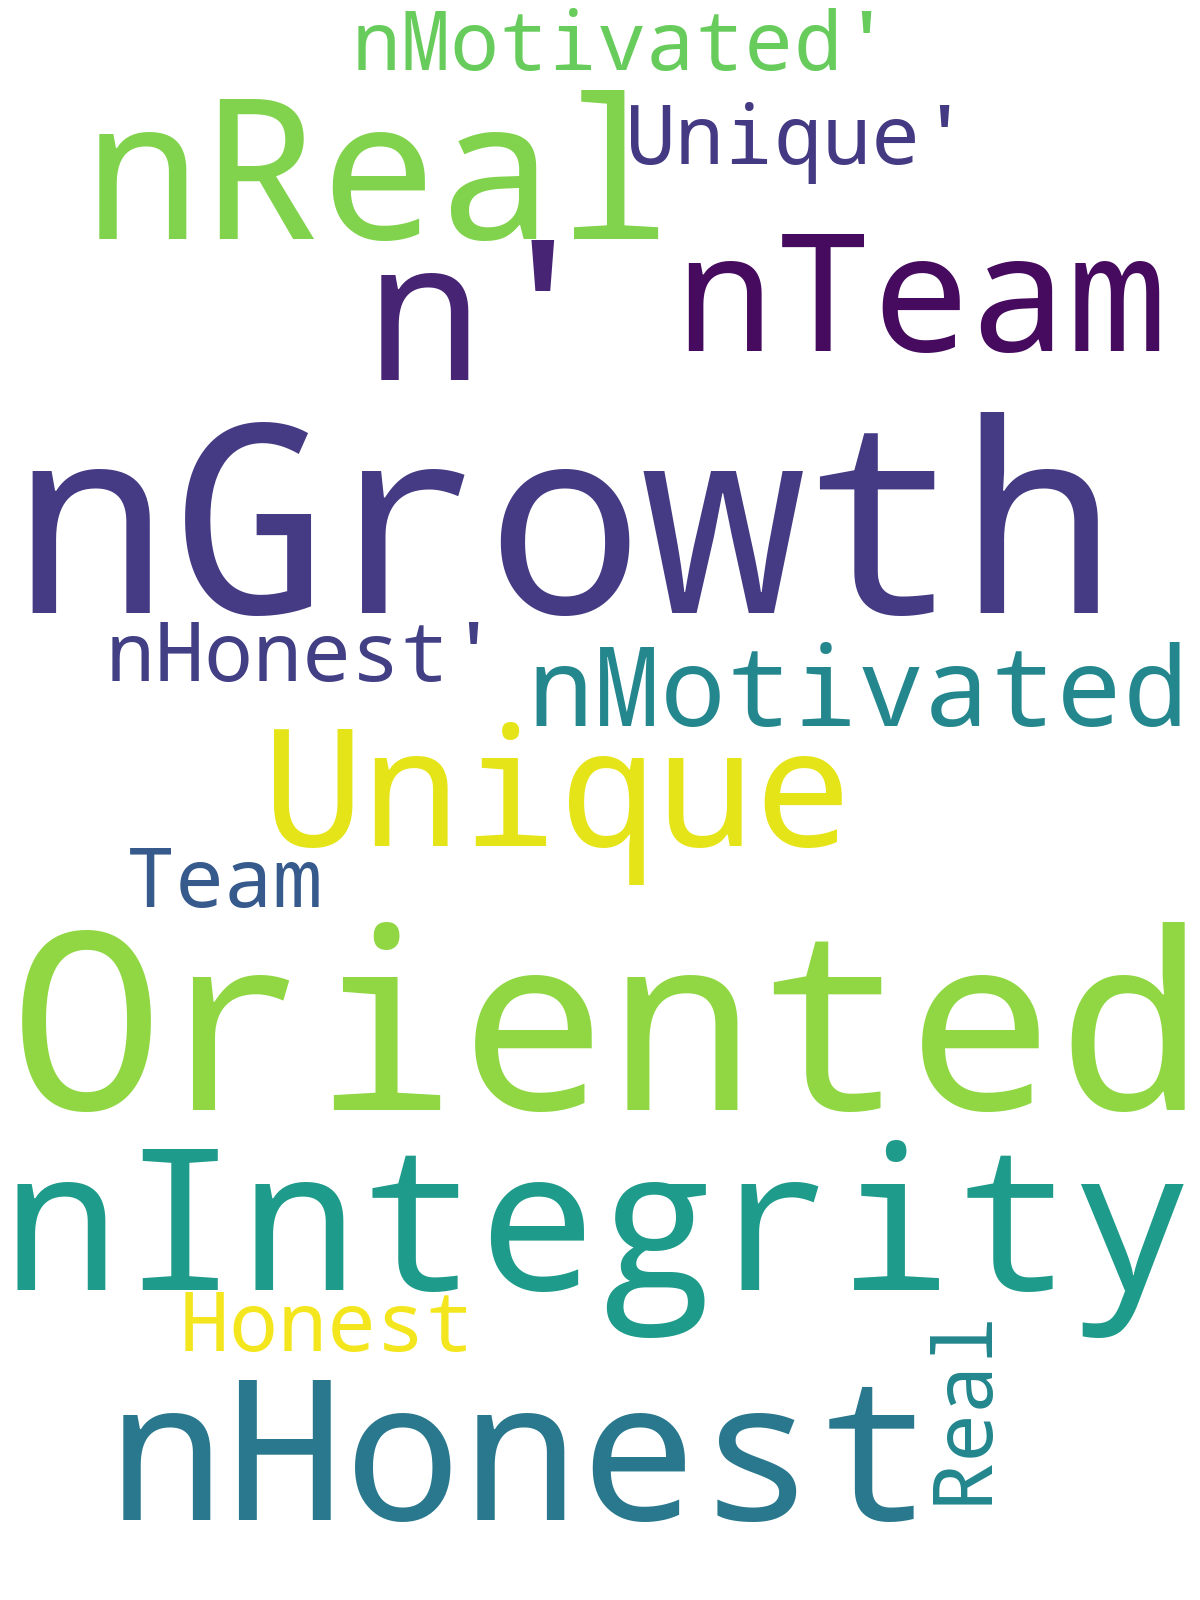 nMotivated'
nReal
Unique'
n'
nTeam
nGrowth
nHonest'
nMotivated
Unique
Team
Oriented
nIntegrity
Honest
Real
nHonest